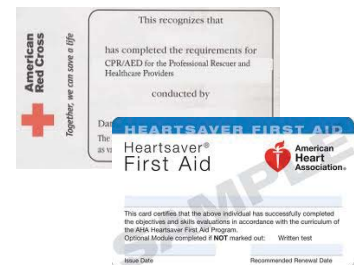 American
Red Cross
Together, we can save a life
This recognizes that
has completed the requirements for
CPR/AED for the Professional Rescuer and
Healthcare Providers
conducted by
Dat
The
as va
HEARTSAVER FIRST AID
Heartsaver®
First Aid
American
Heart
Association®
SAMPLE
This card certifies that the above individual has successfully completed
the objectives and skills evaluations in accordance with the curriculum of
the AHA Heartsaver First Aid Program.
Optional Module completed if NOT marked out: Written test
Issue Date
Recommended Renewal Date